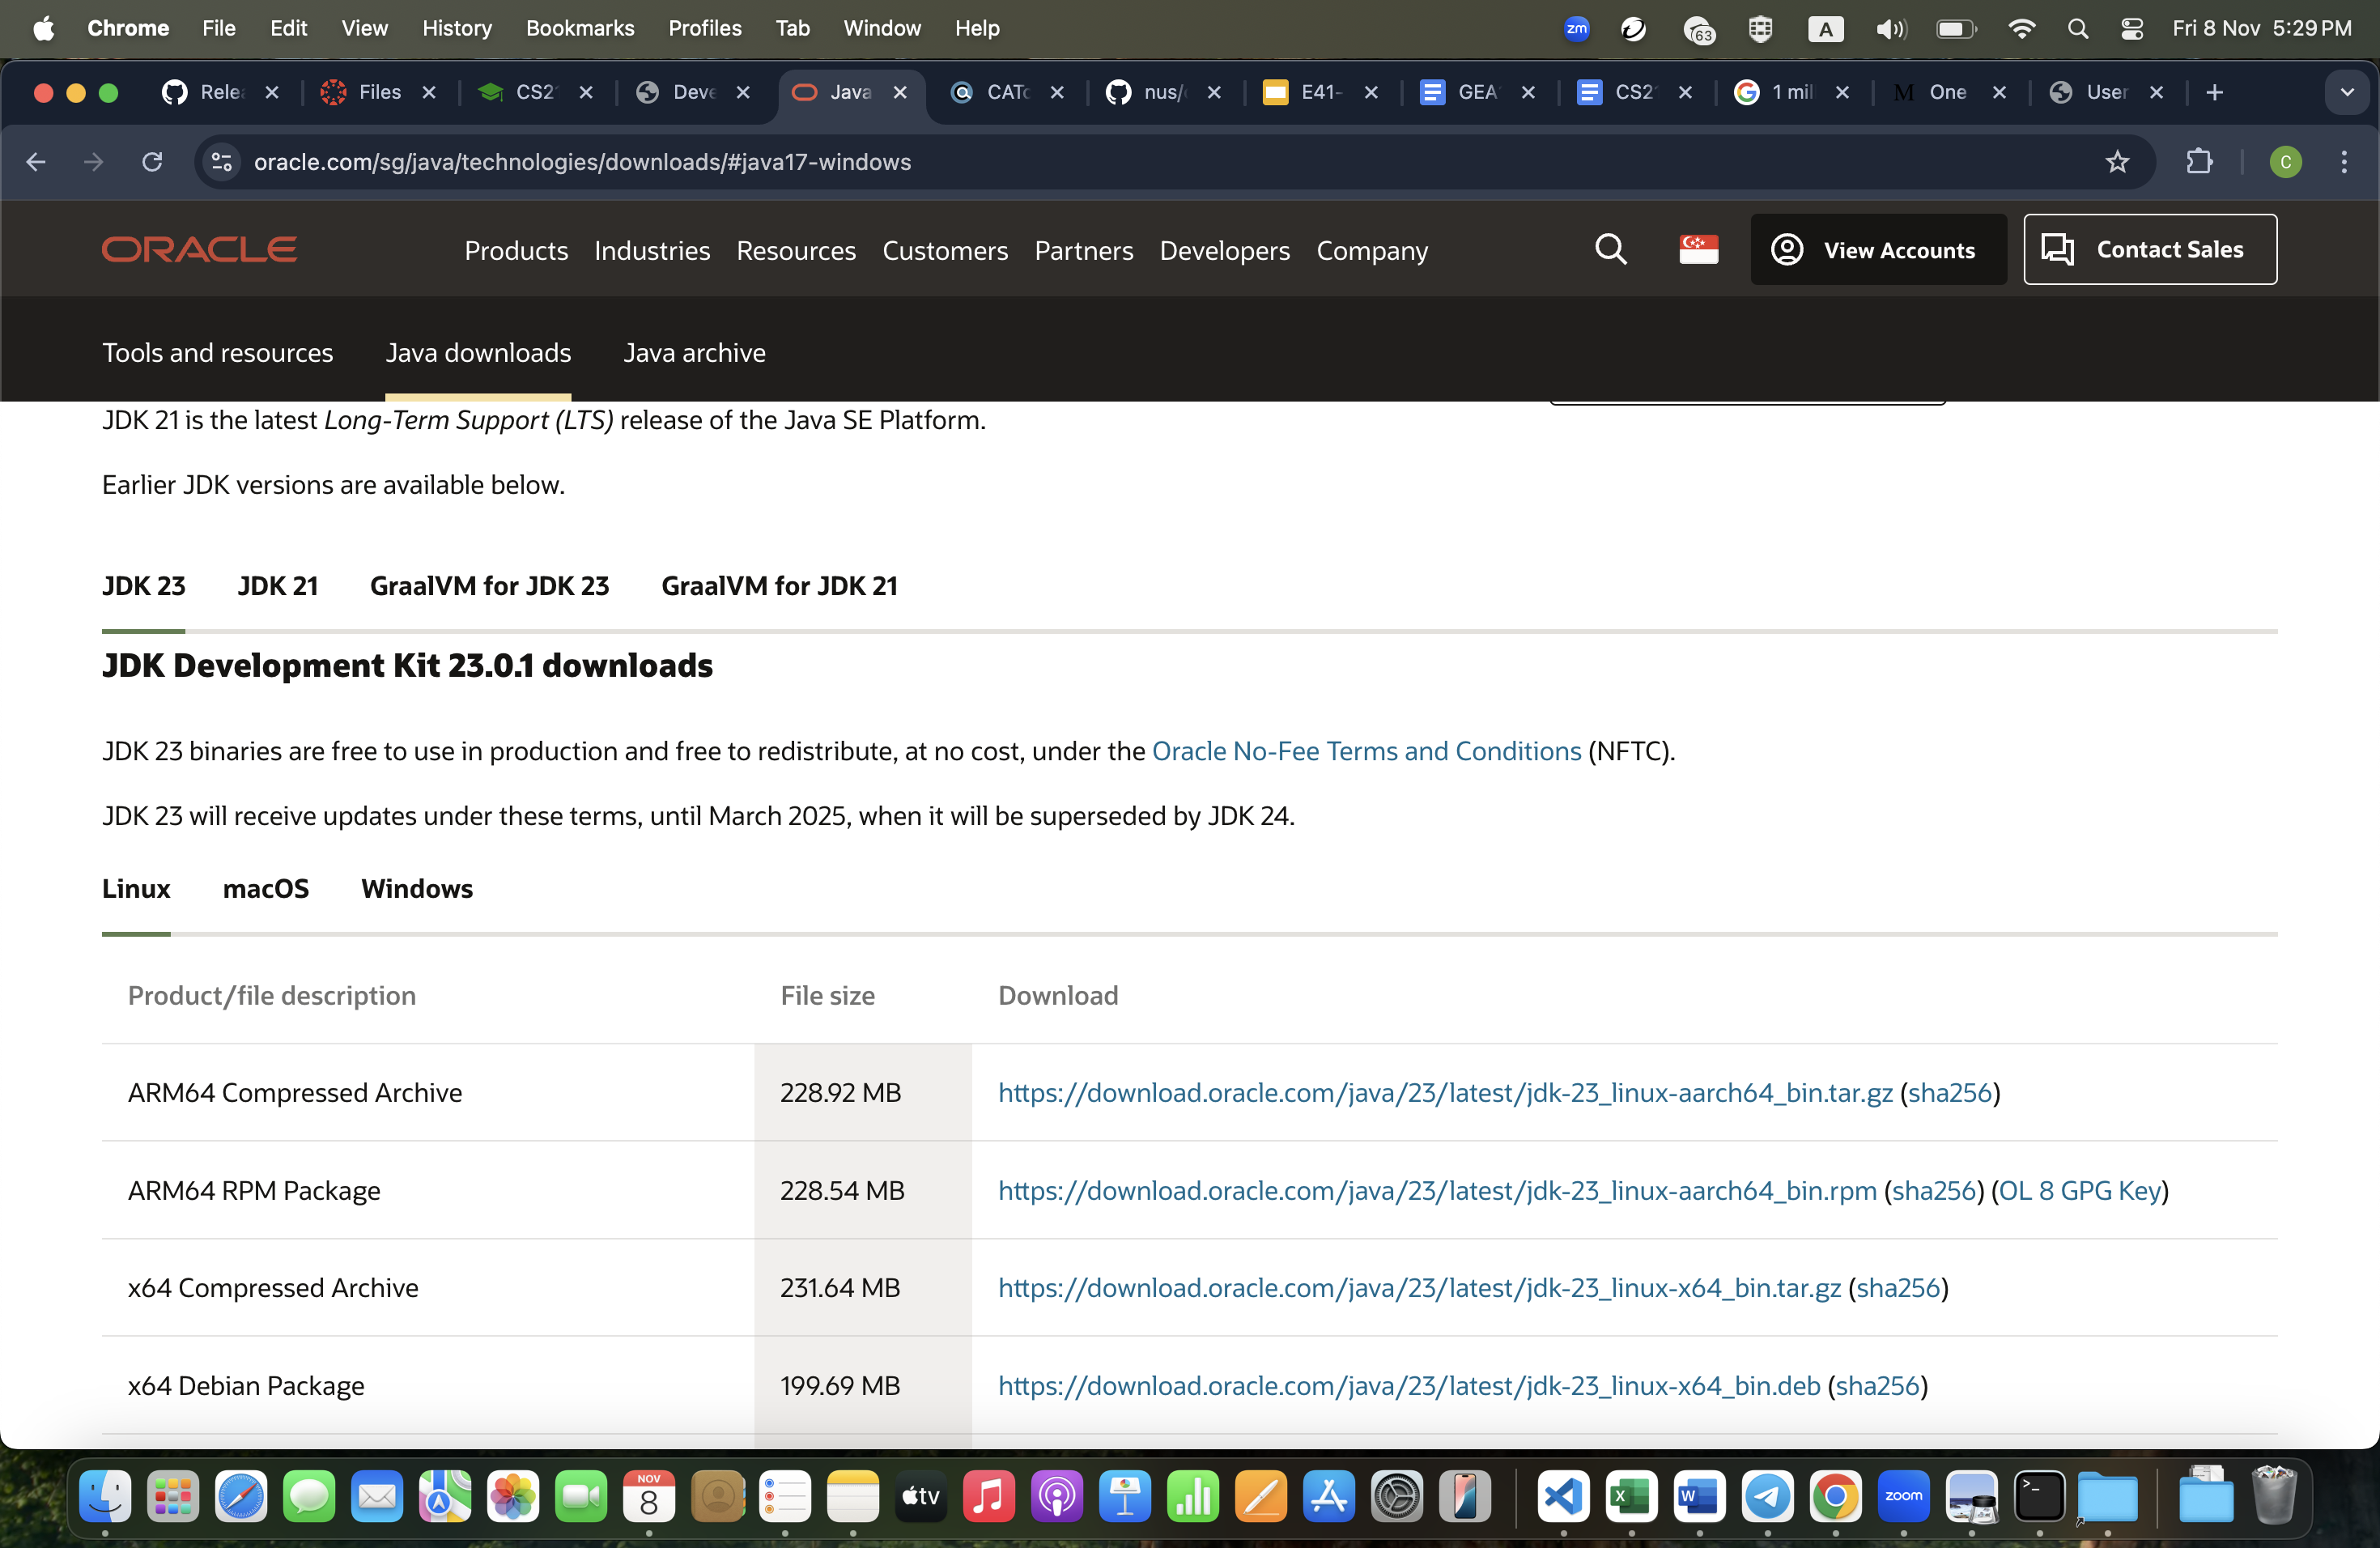 Chrome File Edit View History Bookmarks Profiles Tab Window Help zm 63 A Fri 8 Nov 5:29 PM
Relea Files CS2 Deve Java CATc nus/ E41- GEA CS2 1 mil M One User
oracle.com/sg/java/technologies/downloads/#java17-windows C
ORACLE Products Industries Resources Customers Partners Developers Company View Accounts Contact Sales
Tools and resources Java downloads Java archive
JDK 21 is the latest Long-Term Support (LTS) release of the Java SE Platform.
Earlier JDK versions are available below.
JDK 23 JDK 21 GraalVM for JDK 23 GraalVM for JDK 21
JDK Development Kit 23.0.1 downloads
JDK 23 binaries are free to use in production and free to redistribute, at no cost, under the Oracle No-Fee Terms and Conditions (NFTC).
JDK 23 will receive updates under these terms, until March 2025, when it will be superseded by JDK 24.
Linux macOS Windows
Product/file description File size Download
ARM64 Compressed Archive 228.92 MB https://download.oracle.com/java/23/latest/jdk-23_linux-aarch64_bin.tar.gz (sha256)
ARM64 RPM Package 228.54 MB https://download.oracle.com/java/23/latest/jdk-23_linux-aarch64_bin.rpm (sha256) (OL 8 GPG Key)
x64 Compressed Archive 231.64 MB https://download.oracle.com/java/23/latest/jdk-23_linux-x64_bin.tar.gz (sha256)
x64 Debian Package 199.69 MB https://download.oracle.com/java/23/latest/jdk-23_linux-x64_bin.deb (sha256)
NOV
8 tv X W zoom >_